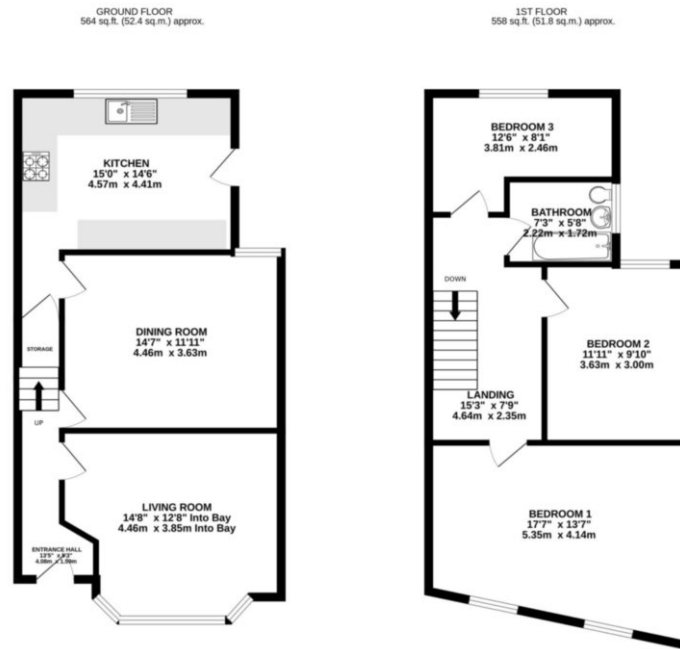 GROUND FLOOR
564 sq.ft. (52.4 sq.m.) approx.
KITCHEN
15'0" x 14'6"
4.57m x 4.41m
DINING ROOM
14'7" x 11'11"
4.46m x 3.63m
STORAGE
UP
LIVING ROOM
14'8" x 12'8" Into Bay
4.46m x 3.85m Into Bay
ENTRANCE HALL
1ST FLOOR
558 sq.ft. (51.8 sq.m.) approx.
BEDROOM 3
12'6" x 8'1"
3.81m x 2.46m
BATHROOM
7'3" x 5'8"
2.22m x 1.72m
DOWN
BEDROOM 2
11'11" x 9'10"
3.63m x 3.00m
LANDING
15'3" x 7'9"
4.64m x 2.35m
BEDROOM 1
17'7" x 13'7"
5.35m x 4.14m